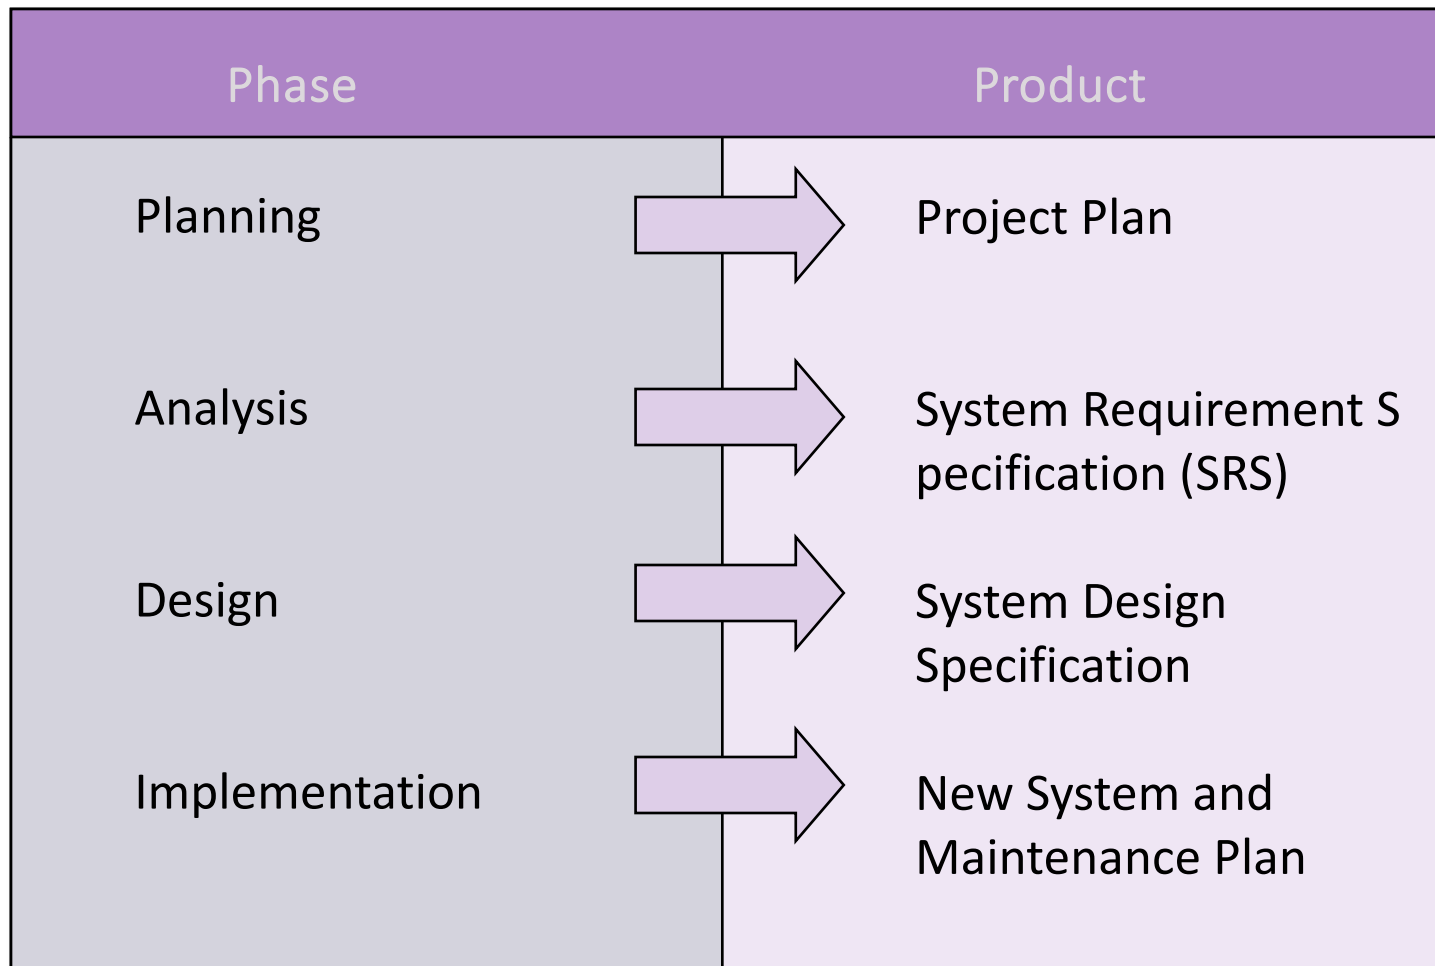 Phase
Product
Planning
Project Plan
Analysis
System Requirement S
pecification (SRS)
Design
System Design
Specification
Implementation
New System and
Maintenance Plan